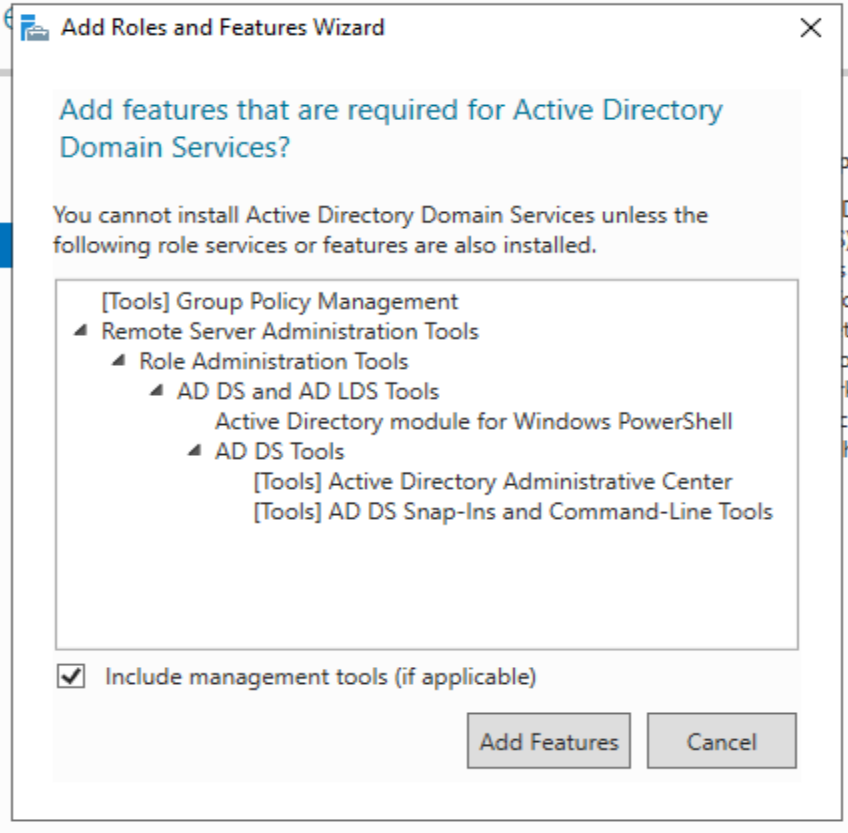 Add Roles and Features Wizard
Add features that are required for Active Directory
Domain Services?
You cannot install Active Directory Domain Services unless the
following role services or features are also installed.
[Tools] Group Policy Management
Remote Server Administration Tools
Role Administration Tools
AD DS and AD LDS Tools
Active Directory module for Windows PowerShell
AD DS Tools
[Tools] Active Directory Administrative Center
[Tools] AD DS Snap-Ins and Command-Line Tools
Include management tools (if applicable)
Add Features
Cancel